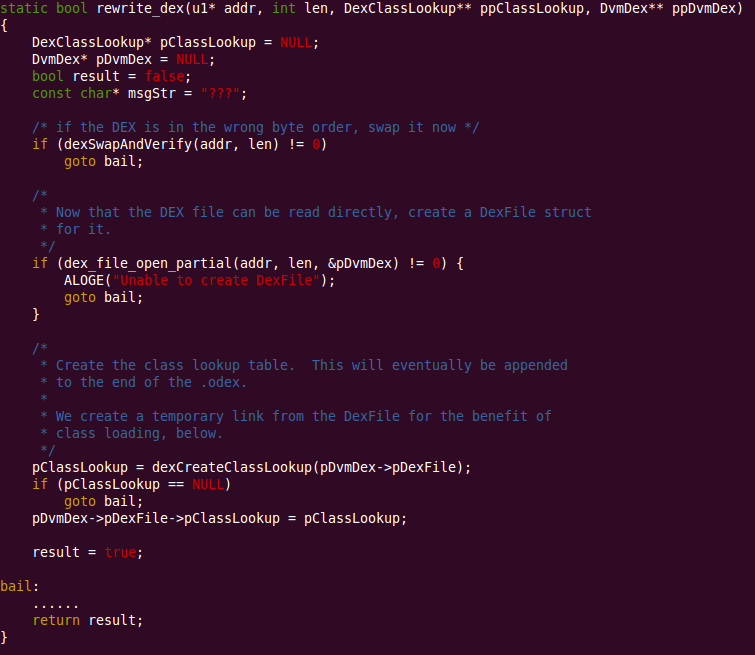 static bool rewrite_dex(u1* addr, int len, DexClassLookup** ppClassLookup, DvmDex** ppDvmDex)
{
    DexClassLookup* pClassLookup = NULL;
    DvmDex* pDvmDex = NULL;
    bool result = false;
    const char* msgStr = "???";

    /* if the DEX is in the wrong byte order, swap it now */
    if (dexSwapAndVerify(addr, len) != 0)
        goto bail;

    /*
     * Now that the DEX file can be read directly, create a DexFile struct
     * for it.
     */
    if (dex_file_open_partial(addr, len, &pDvmDex) != 0) {
        ALOGE("Unable to create DexFile");
        goto bail;
    }

    /*
     * Create the class lookup table.  This will eventually be appended
     * to the end of the .odex.
     *
     * We create a temporary link from the DexFile for the benefit of
     * class loading, below.
     */
    pClassLookup = dexCreateClassLookup(pDvmDex->pDexFile);
    if (pClassLookup == NULL)
        goto bail;
    pDvmDex->pDexFile->pClassLookup = pClassLookup;

    result = true;

bail:
    ......
    return result;
}